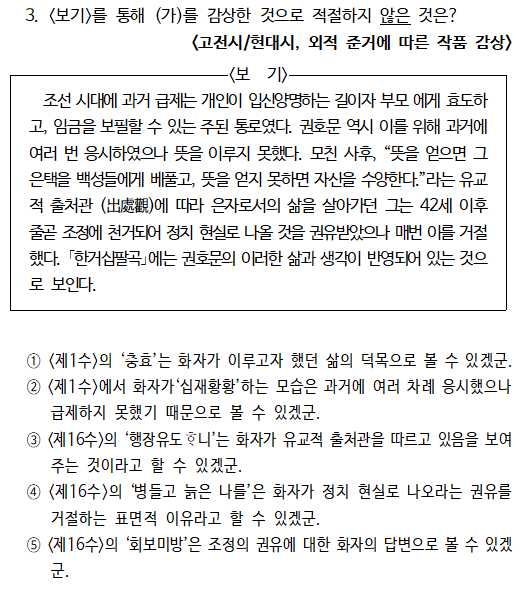 3. <보기>를 통해 (가)를 감상한 것으로 적절하지 않은 것은?
<고전시/현대시, 외적 준거에 따른 작품 감상>
<보 기>
조선 시대에 과거 급제는 개인이 입신양명하는 길이자 부모 에게 효도하
고, 임금을 보필할 수 있는 주된 통로였다. 권호문 역시 이를 위해 과거에
여러 번 응시하였으나 뜻을 이루지 못했다. 모친 사후, “뜻을 얻으면 그
은택을 백성들에게 베풀고, 뜻을 얻지 못하면 자신을 수양한다.”라는 유교
적 출처관 (出處觀)에 따라 은자로서의 삶을 살아가던 그는 42세 이후
줄곧 조정에 천거되어 정치 현실로 나올 것을 권유받았으나 매번 이를 거절
했다. 「한거십팔곡」에는 권호문의 이러한 삶과 생각이 반영되어 있는 것으
로 보인다.
① <제1수>의 ‘충효’는 화자가 이루고자 했던 삶의 덕목으로 볼 수 있겠군.
② <제1수>에서 화자가‘십재황황’하는 모습은 과거에 여러 차례 응시했으나
급제하지 못했기 때문으로 볼 수 있겠군.
③ <제16수>의 ‘행장유도ᄒᆞ니’는 화자가 유교적 출처관을 따르고 있음을 보여
주는 것이라고 할 수 있겠군.
④ <제16수>의 ‘병들고 늙은 나를’은 화자가 정치 현실로 나오라는 권유를
거절하는 표면적 이유라고 할 수 있겠군.
⑤ <제16수>의 ‘회보미방’은 조정의 권유에 대한 화자의 답변으로 볼 수 있겠
군.